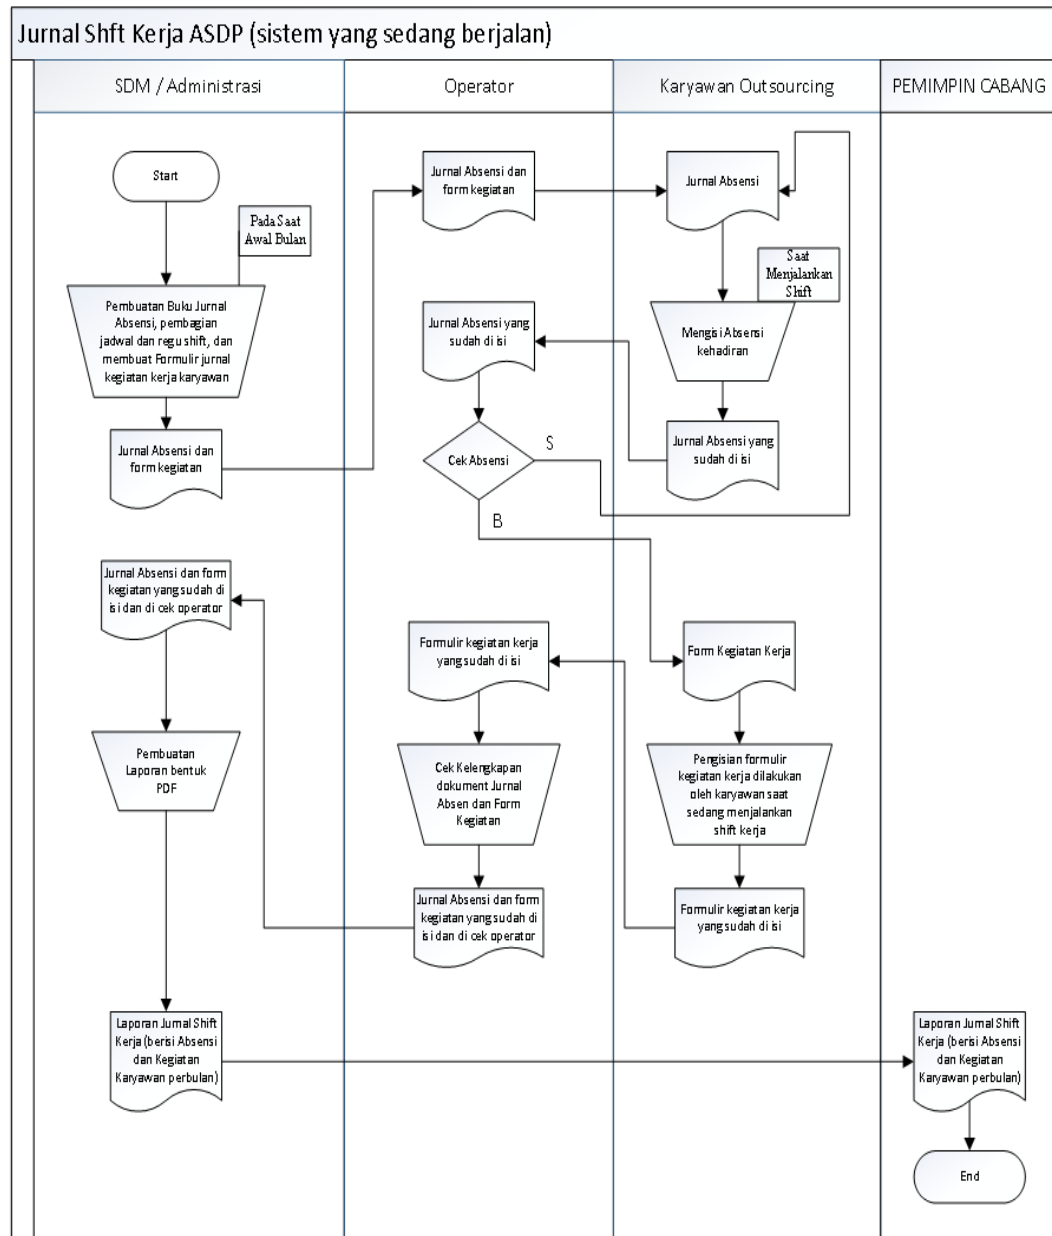 Jurnal Shft Kerja ASDP (sistem yang sedang berjalan)
SDM / Administrasi
Operator
Karyawan Outsourcing
PEMIMPIN CABANG
Start
Pada Saat
Awal Bulan
Pembuatan Buku Jurnal
Absensi, pembagian
jadwal dan regu shift, dan
membuat Formulir jurnal
kegiatan kerja karyawan
Jurnal Absensi dan
form kegiatan
Jurnal Absensi dan
form kegiatan
Jurnal Absensi
Saat
Menjalankan
Shift
Mengisi Absensi
kehadiran
Jurnal Absensi yang
sudah di isi
Jurnal Absensi yang
sudah di isi
Cek Absensi
S
B
Form Kegiatan Kerja
Pengisian formulir
kegiatan kerja dilakukan
oleh karyawan saat
sedang menjalankan
shift kerja
Formulir kegiatan kerja
yang sudah di isi
Formulir kegiatan kerja
yang sudah di isi
Cek Kelengkapan
dokument Jurnal
Absen dan Form
Kegiatan
Jurnal Absensi dan form
kegiatan yang sudah di
isi dan di cek operator
Jurnal Absensi dan form
kegiatan yang sudah di
isi dan di cek operator
Pembuatan
Laporan bentuk
PDF
Laporan Jurnal Shift
Kerja (berisi Absensi
dan Kegiatan
Karyawan perbulan)
Laporan Jurnal Shift
Kerja (berisi Absensi
dan Kegiatan
Karyawan perbulan)
End